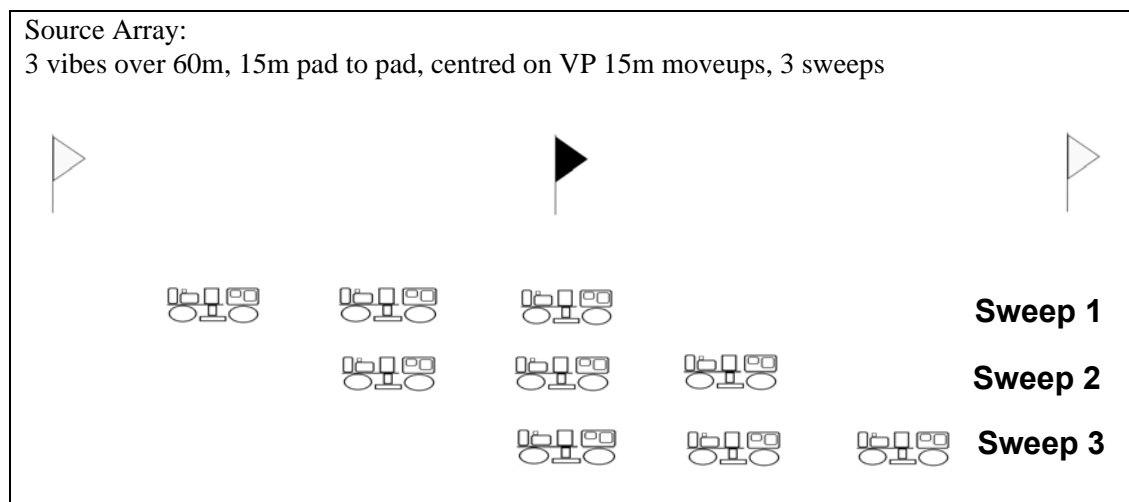 Source Array:
3 vibes over 60m, 15m pad to pad, centred on VP 15m moveups, 3 sweeps
Sweep 1
Sweep 2
Sweep 3